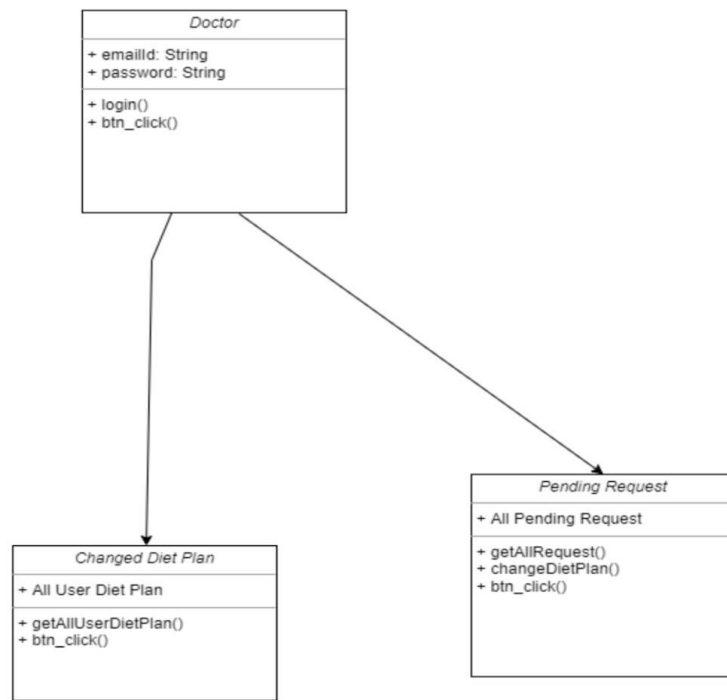 Doctor
+ emailId: String
+ password: String
+ login()
+ btn_click()
Pending Request
+ All Pending Request
+ getAllRequest()
+ changeDietPlan()
+ btn_click()
Changed Diet Plan
+ All User Diet Plan
+ getAllUserDietPlan()
+ btn_click()